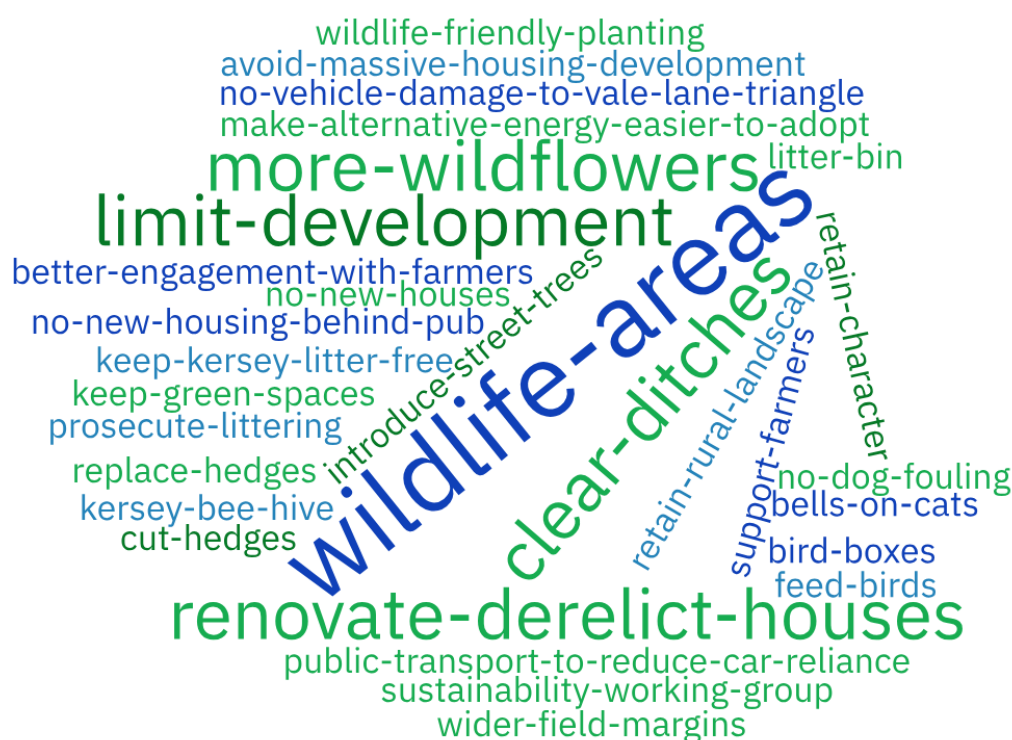 wildlife-friendly-planting
avoid-massive-housing-development
no-vehicle-damage-to-vale-lane-triangle
make-alternative-energy-easier-to-adopt
more-wildflowers
litter-bin
limit-development
wildlife-areas
retain-character
better-engagement-with-farmers
no-new-houses
introduce-street-trees
clear-ditches
retain-rural-landscape
no-new-housing-behind-pub
support-farmers
keep-kersey-litter-free
keep-green-spaces
prosecute-littering
replace-hedges
no-dog-fouling
kersey-bee-hive
bells-on-cats
cut-hedges
bird-boxes
feed-birds
renovate-derelict-houses
public-transport-to-reduce-car-reliance
sustainability-working-group
wider-field-margins